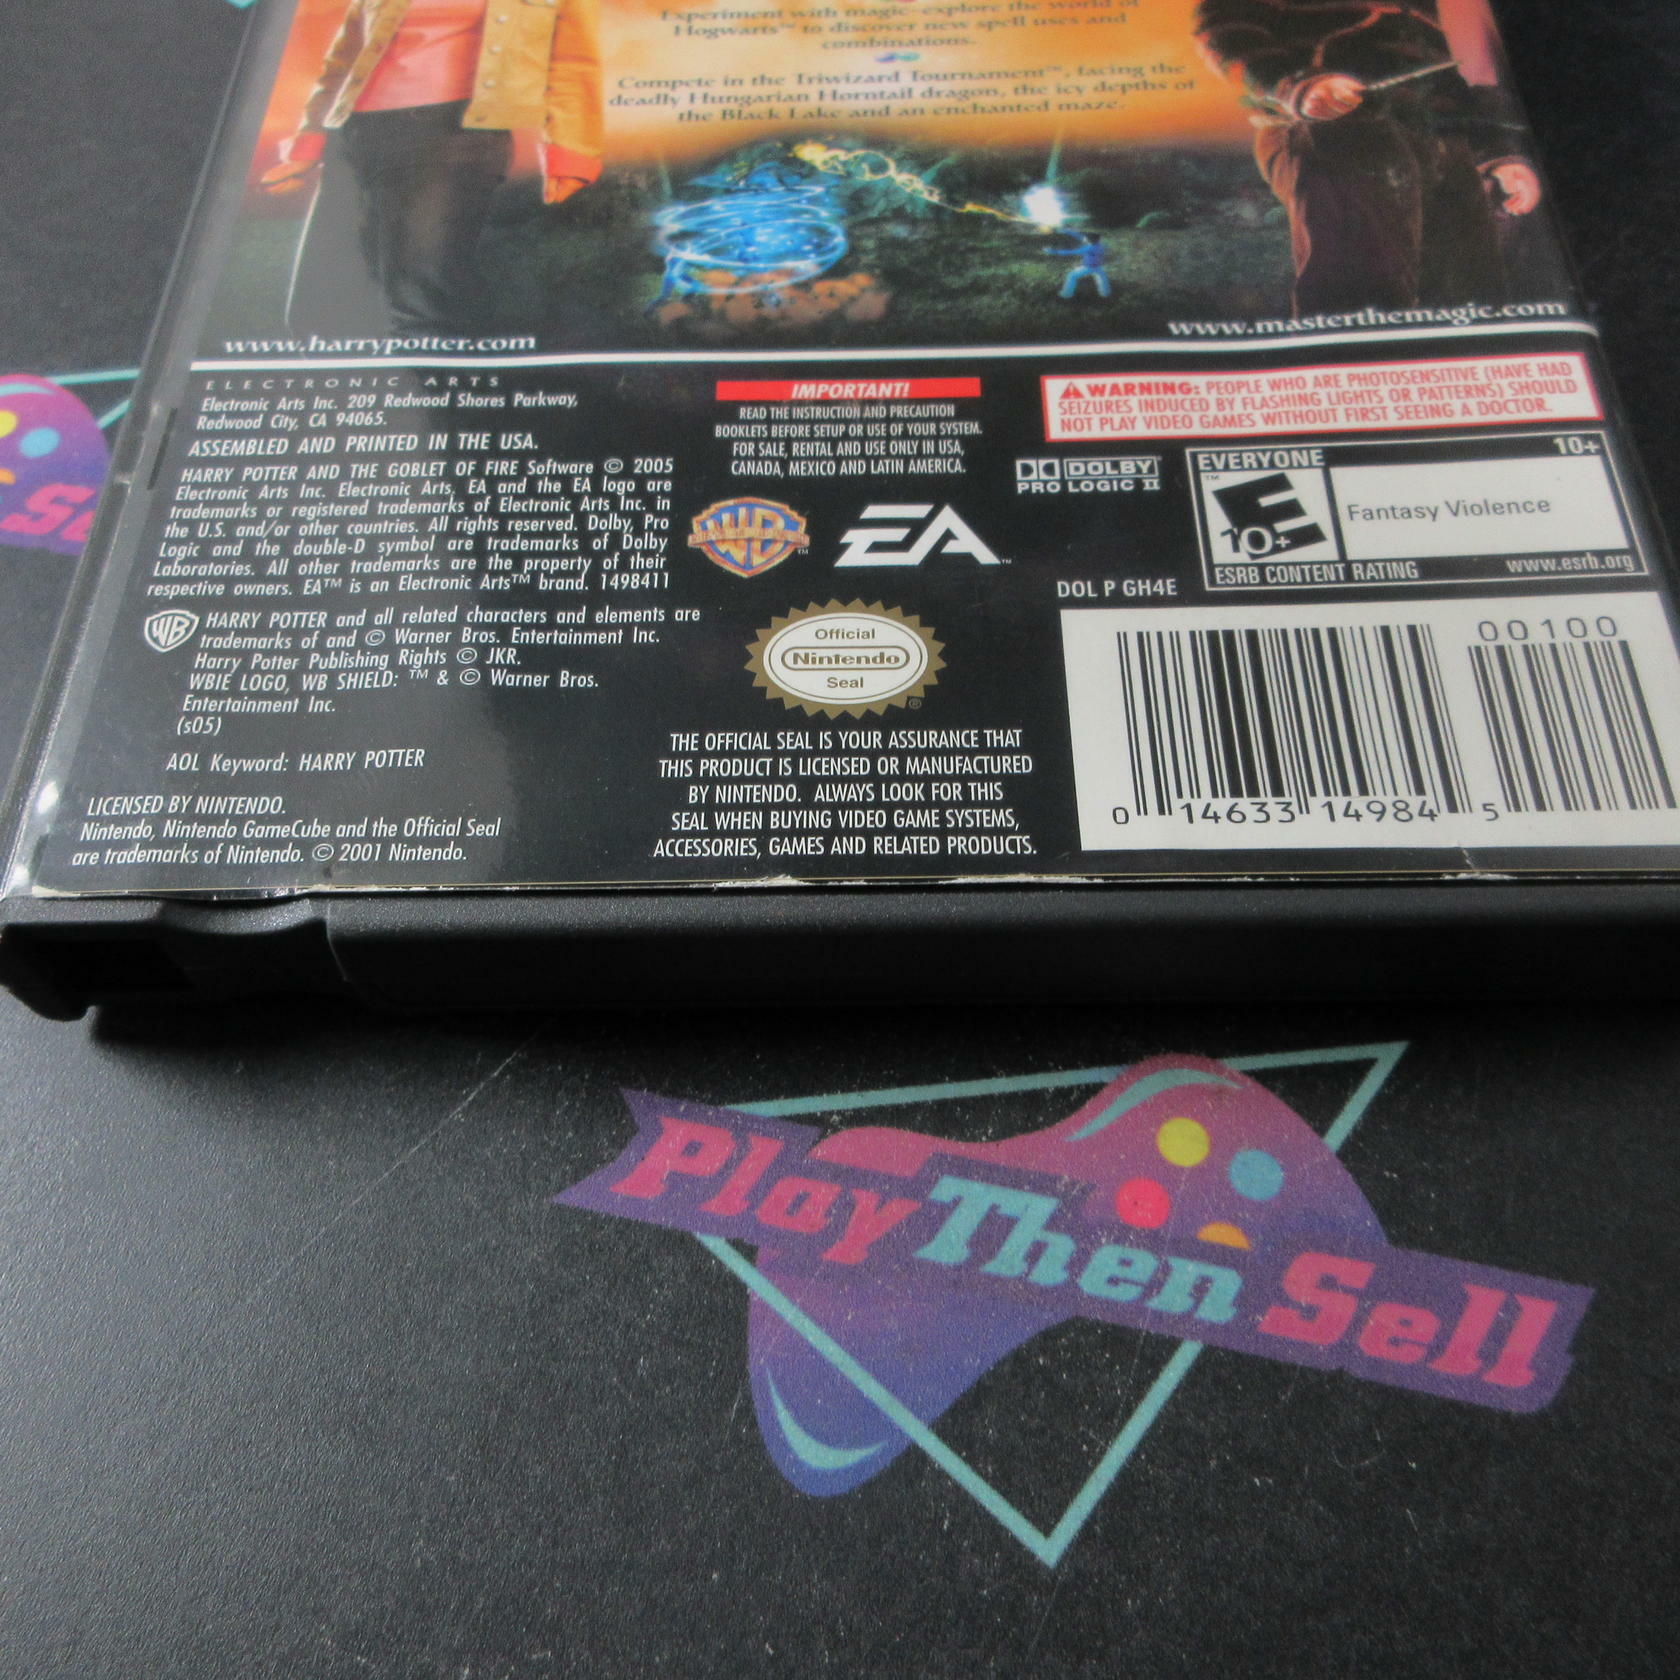 Experiment with magic–explore the world of
Hogwarts™ to discover new spell uses and
combinations.
Compete in the Triwizard Tournament™, facing the
deadly Hungarian Horntail dragon, the icy depths of
the Black Lake and an enchanted maze.
www.harrypotter.com
www.masterthemagic.com
ELECTRONIC ARTS
Electronic Arts Inc. 209 Redwood Shores Parkway,
Redwood City, CA 94065.
ASSEMBLED AND PRINTED IN THE USA.
HARRY POTTER AND THE GOBLET OF FIRE Software © 2005
Electronic Arts Inc. Electronic Arts, EA and the EA logo are
trademarks or registered trademarks of Electronic Arts Inc. in
the U.S. and/or other countries. All rights reserved. Dolby, Pro
Logic and the double-D symbol are trademarks of Dolby
Laboratories. All other trademarks are the property of their
respective owners. EA™ is an Electronic Arts™ brand. 1498411
WB HARRY POTTER and all related characters and elements are
trademarks of and © Warner Bros. Entertainment Inc.
Harry Potter Publishing Rights © JKR.
WBIE LOGO, WB SHIELD: ™ & © Warner Bros.
Entertainment Inc.
(s05)
AOL Keyword: HARRY POTTER
LICENSED BY NINTENDO.
Nintendo, Nintendo GameCube and the Official Seal
are trademarks of Nintendo. © 2001 Nintendo.
IMPORTANT!
READ THE INSTRUCTION AND PRECAUTION
BOOKLETS BEFORE SETUP OR USE OF YOUR SYSTEM.
FOR SALE, RENTAL AND USE ONLY IN USA,
CANADA, MEXICO AND LATIN AMERICA.
WB ™
EA™
Official
Nintendo
Seal
®
THE OFFICIAL SEAL IS YOUR ASSURANCE THAT
THIS PRODUCT IS LICENSED OR MANUFACTURED
BY NINTENDO. ALWAYS LOOK FOR THIS
SEAL WHEN BUYING VIDEO GAME SYSTEMS,
ACCESSORIES, GAMES AND RELATED PRODUCTS.
WARNING: PEOPLE WHO ARE PHOTOSENSITIVE (HAVE HAD
SEIZURES INDUCED BY FLASHING LIGHTS OR PATTERNS) SHOULD
NOT PLAY VIDEO GAMES WITHOUT FIRST SEEING A DOCTOR.
DOLBY
PRO LOGIC II
EVERYONE 10+
™
E
10+
Fantasy Violence
ESRB CONTENT RATING www.esrb.org
DOL P GH4E
00100
0 14633 14984 5
Play Then Sell
Se